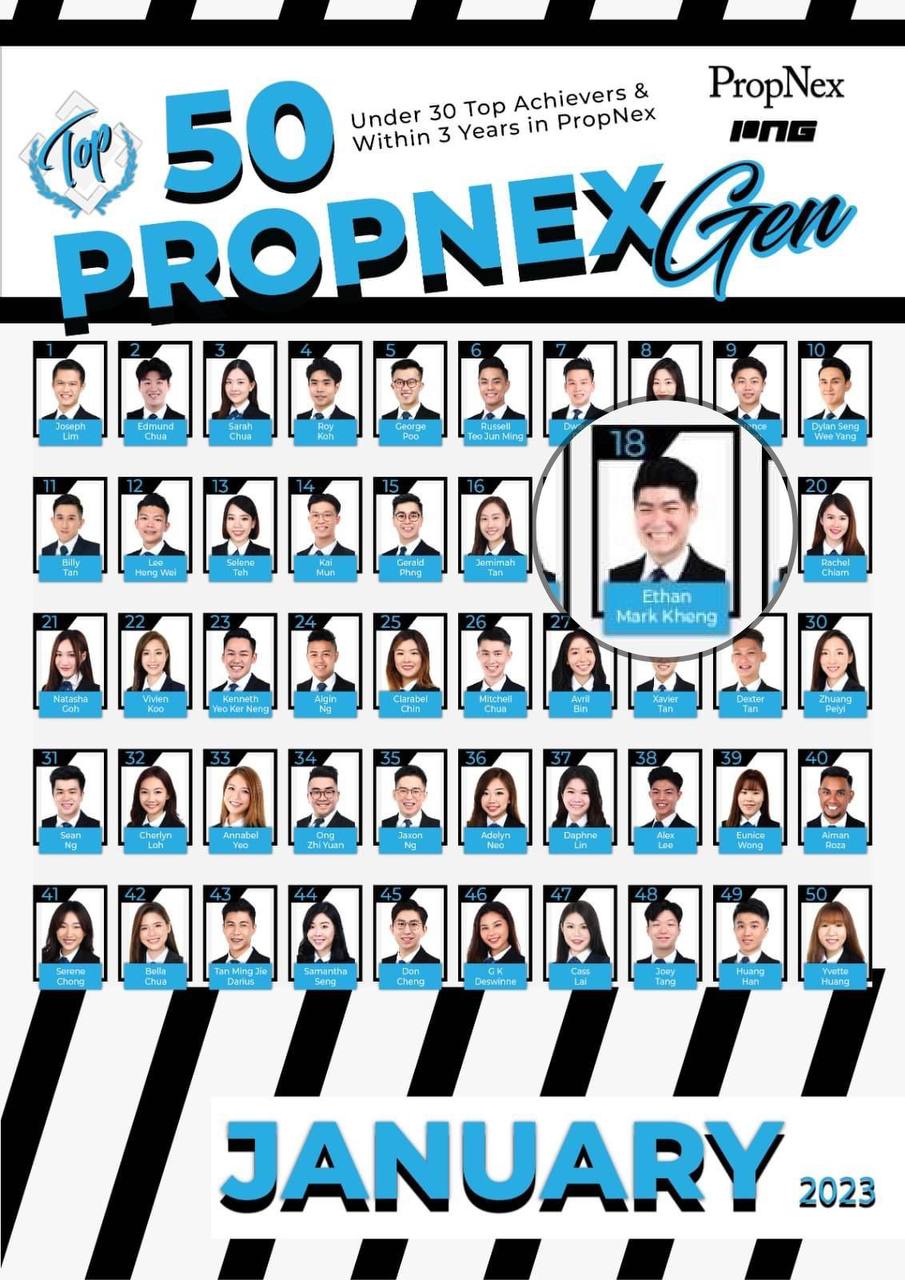 Top
50
Under 30 Top Achievers &
Within 3 Years in PropNex
PropNex
PNG
PROPNEXGen
1
Joseph
Lim
2
Edmund
Chua
3
Sarah
Chua
4
Roy
Koh
5
George
Poo
6
Russell
Teo Jun Ming
7
8
9
10
Dylan Seng
Wee Yang
11
Billy
Tan
12
Lee
Heng Wei
13
Selene
Teh
14
Kai
Mun
15
Gerald
Phng
16
Jemimah
Tan
18
Ethan
Mark Kheng
20
Rachel
Chiam
21
Natasha
Goh
22
Vivien
Koo
23
Kenneth
Yeo Ker Neng
24
Aigin
Ng
25
Clarabel
Chin
26
Mitchell
Chua
27
Avril
Bin
Xavier
Tan
Dexter
Tan
30
Zhuang
Peiyi
31
Sean
Ng
32
Cherlyn
Loh
33
Annabel
Yeo
34
Ong
Zhi Yuan
35
Jaxon
Ng
36
Adelyn
Neo
37
Daphne
Lin
38
Alex
Lee
39
Eunice
Wong
40
Aiman
Roza
41
Serene
Chong
42
Bella
Chua
43
Tan Ming Jie
Darius
44
Samantha
Seng
45
Don
Cheng
46
G K
Deswinne
47
Cass
Lai
48
Joey
Tang
49
Huang
Han
50
Yvette
Huang
JANUARY 2023